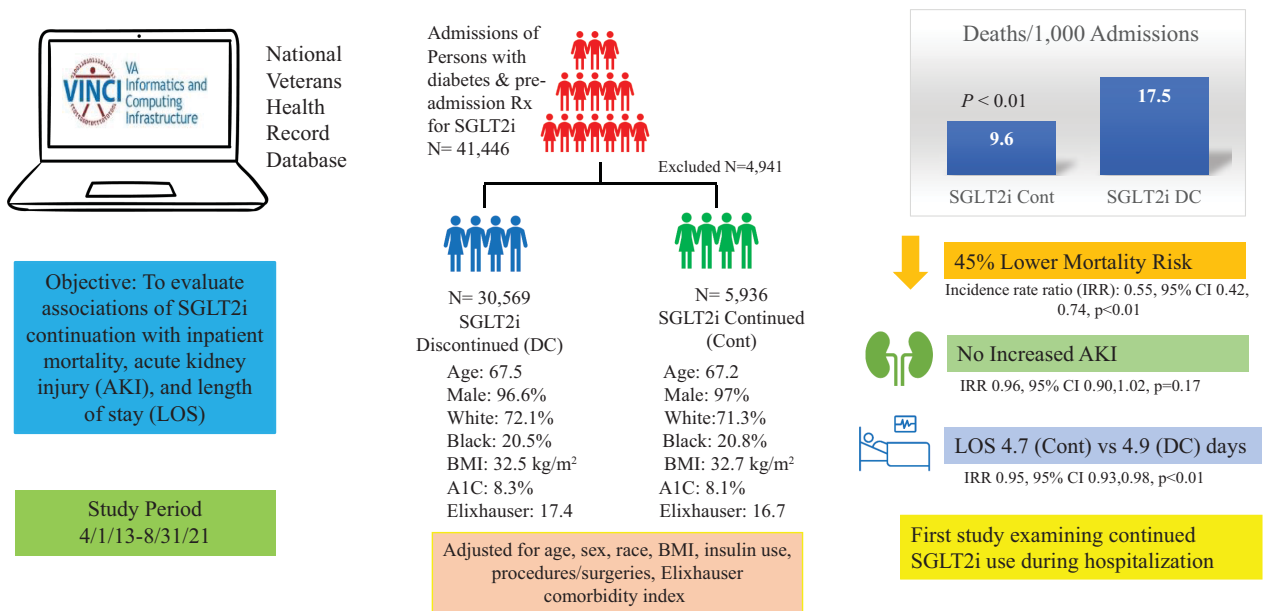 VINCI
VA
Informatics and
Computing
Infrastructure
National
Veterans
Health
Record
Database
Objective: To evaluate
associations of SGLT2i
continuation with inpatient
mortality, acute kidney
injury (AKI), and length
of stay (LOS)
Study Period
4/1/13-8/31/21
Admissions of
Persons with
diabetes & pre-
admission Rx
for SGLT2i
N= 41,446
Excluded N=4,941
N= 30,569
SGLT2i
Discontinued (DC)
Age: 67.5
Male: 96.6%
White: 72.1%
Black: 20.5%
BMI: 32.5 kg/m²
A1C: 8.3%
Elixhauser: 17.4
N= 5,936
SGLT2i Continued
(Cont)
Age: 67.2
Male: 97%
White:71.3%
Black: 20.8%
BMI: 32.7 kg/m²
A1C: 8.1%
Elixhauser: 16.7
Adjusted for age, sex, race, BMI, insulin use,
procedures/surgeries, Elixhauser
comorbidity index
Deaths/1,000 Admissions
P < 0.01
9.6
17.5
SGLT2i Cont
SGLT2i DC
45% Lower Mortality Risk
Incidence rate ratio (IRR): 0.55, 95% CI 0.42,
0.74, p<0.01
No Increased AKI
IRR 0.96, 95% CI 0.90,1.02, p=0.17
LOS 4.7 (Cont) vs 4.9 (DC) days
IRR 0.95, 95% CI 0.93,0.98, p<0.01
First study examining continued
SGLT2i use during hospitalization